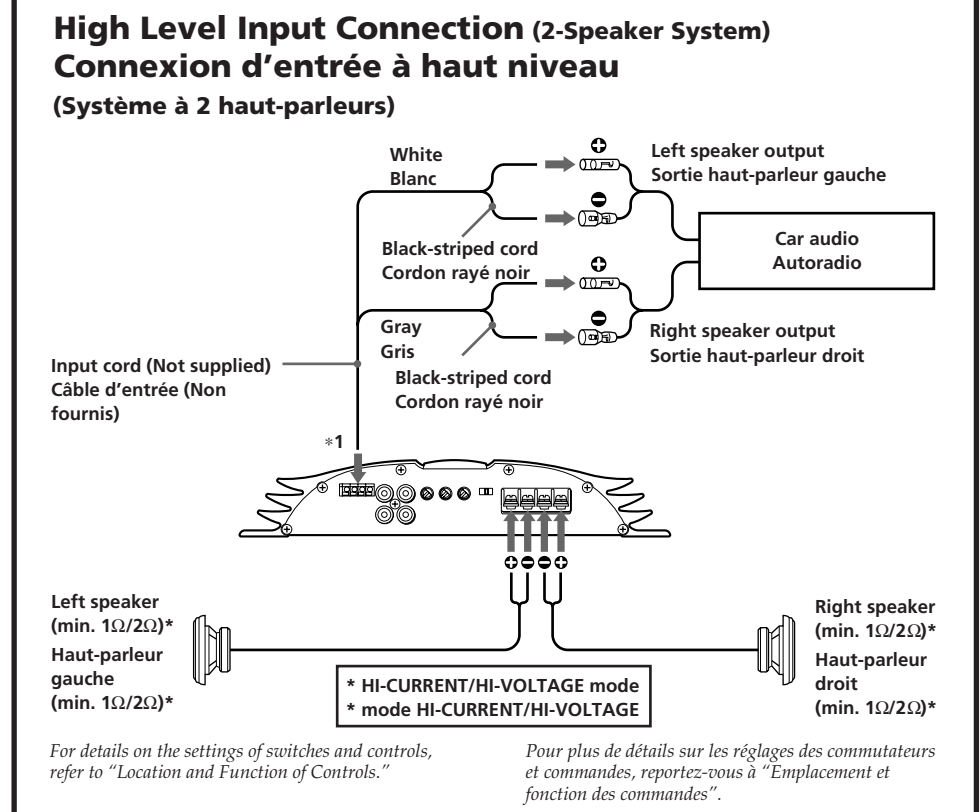 High Level Input Connection (2-Speaker System)
Connexion d’entrée à haut niveau
(Système à 2 haut-parleurs)
White
Blanc
Left speaker output
Sortie haut-parleur gauche
Black-striped cord
Cordon rayé noir
Car audio
Autoradio
Gray
Gris
Right speaker output
Sortie haut-parleur droit
Black-striped cord
Cordon rayé noir
Input cord (Not supplied)
Câble d’entrée (Non
fournis)
*1
Left speaker
(min. 1Ω/2Ω)*
Haut-parleur
gauche
(min. 1Ω/2Ω)*
Right speaker
(min. 1Ω/2Ω)*
Haut-parleur
droit
(min. 1Ω/2Ω)*
* HI-CURRENT/HI-VOLTAGE mode
* mode HI-CURRENT/HI-VOLTAGE
For details on the settings of switches and controls,
refer to “Location and Function of Controls.”
Pour plus de détails sur les réglages des commutateurs
et commandes, reportez-vous à “Emplacement et
fonction des commandes”.